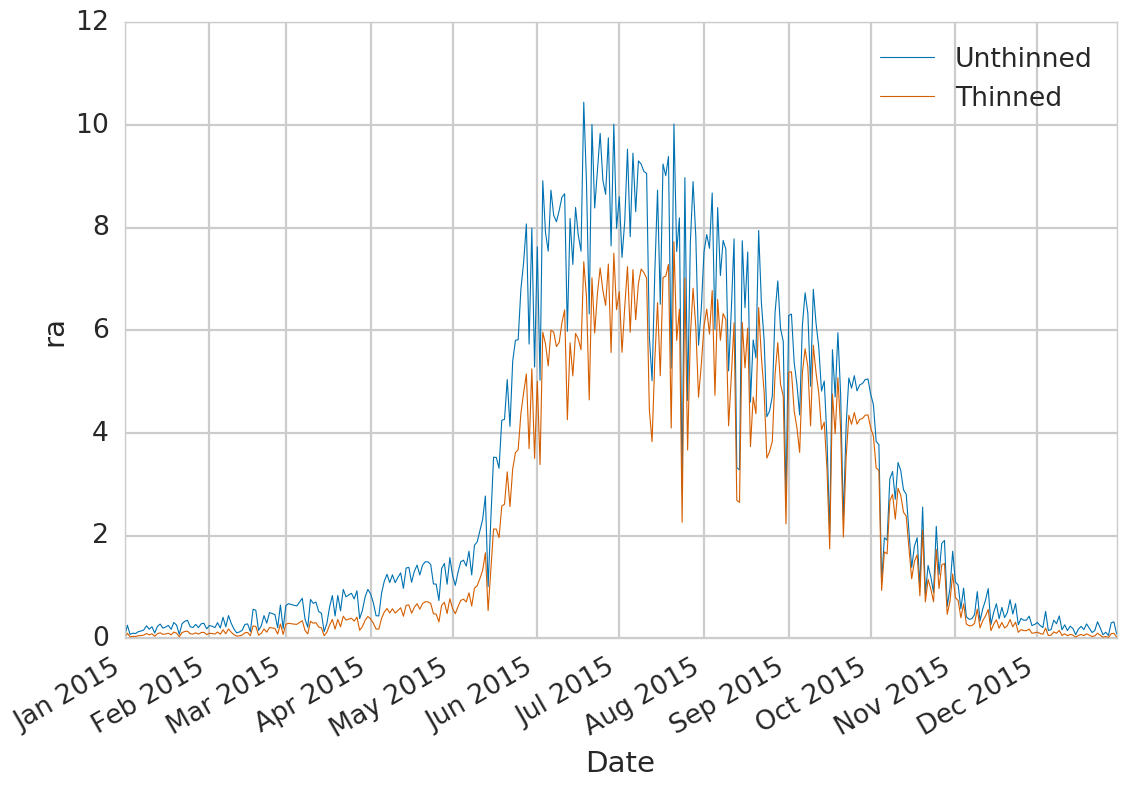 12
10
8
6
4
2
0
ra
Unthinned
Thinned
Jan 2015
Feb 2015
Mar 2015
Apr 2015
May 2015
Jun 2015
Jul 2015
Aug 2015
Sep 2015
Oct 2015
Nov 2015
Dec 2015
Date